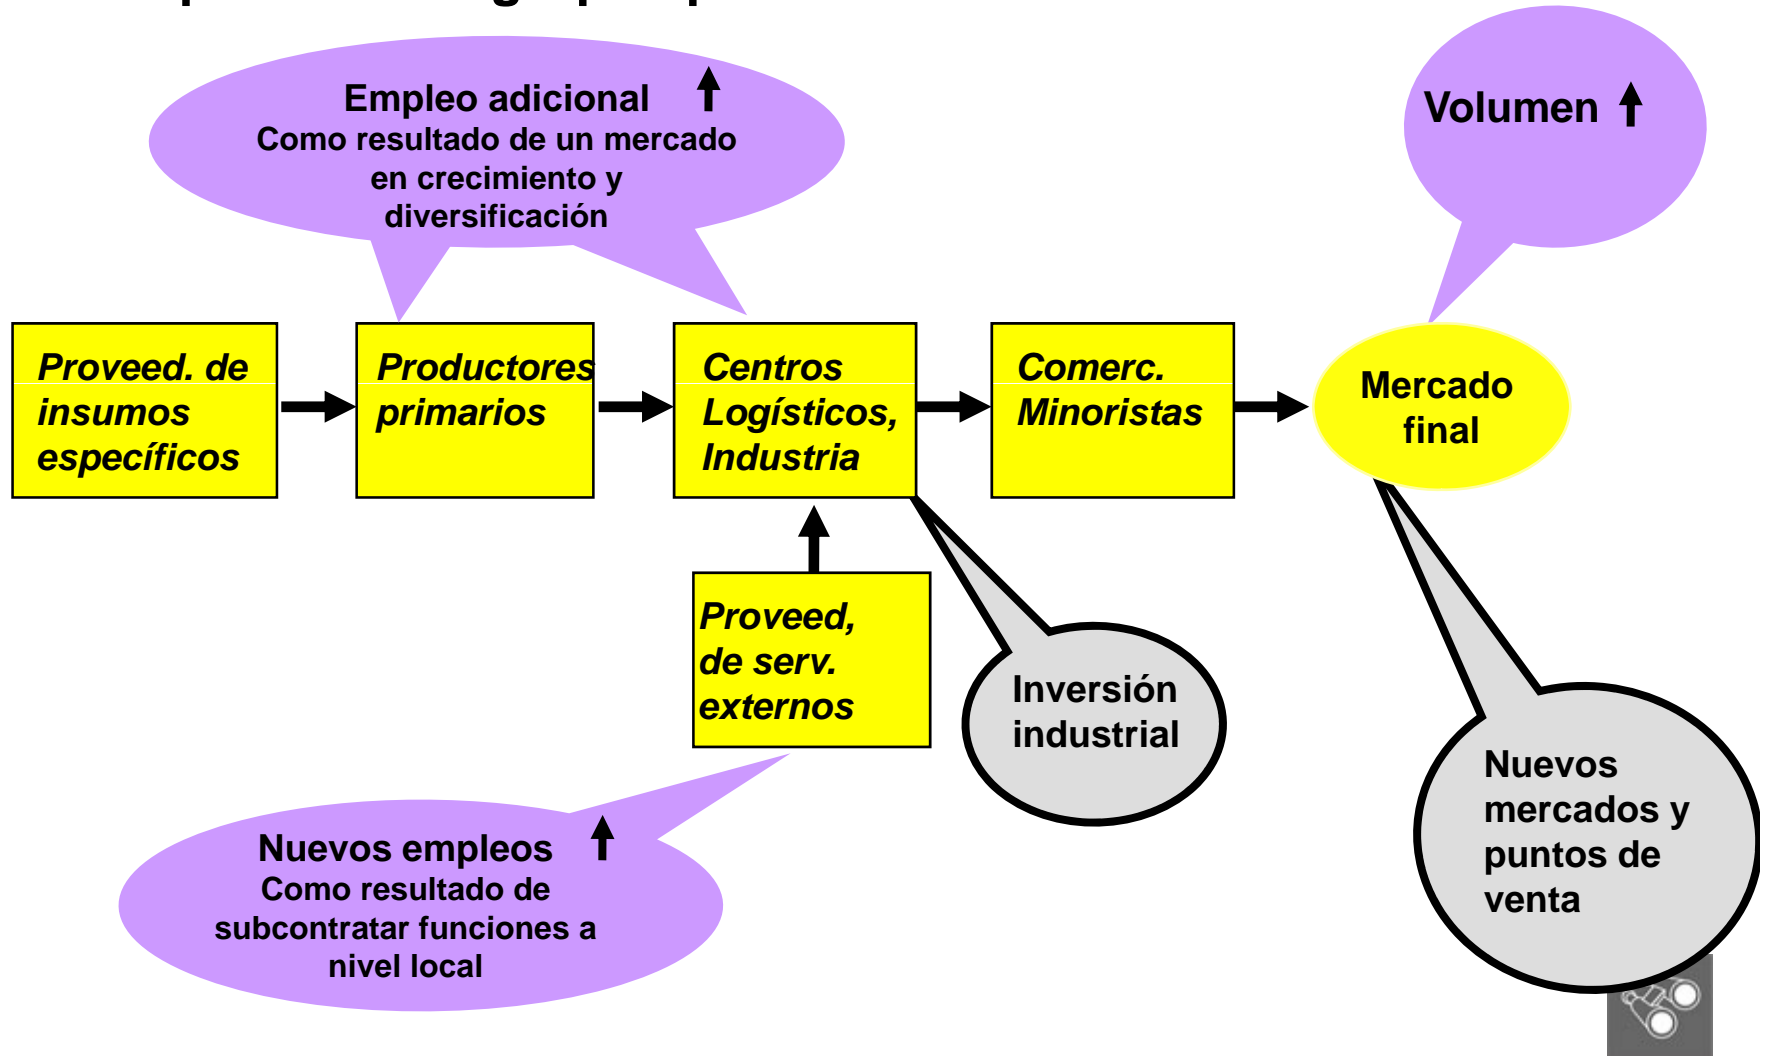 Empleo adicional
Como resultado de un mercado
en crecimiento y
diversificación
Volumen
Proveed. de
insumos
específicos
Productores
primarios
Centros
Logísticos,
Industria
Comerc.
Minoristas
Mercado
final
Proveed,
de serv.
externos
Inversión
industrial
Nuevos
mercados y
puntos de
venta
Nuevos empleos
Como resultado de
subcontratar funciones a
nivel local